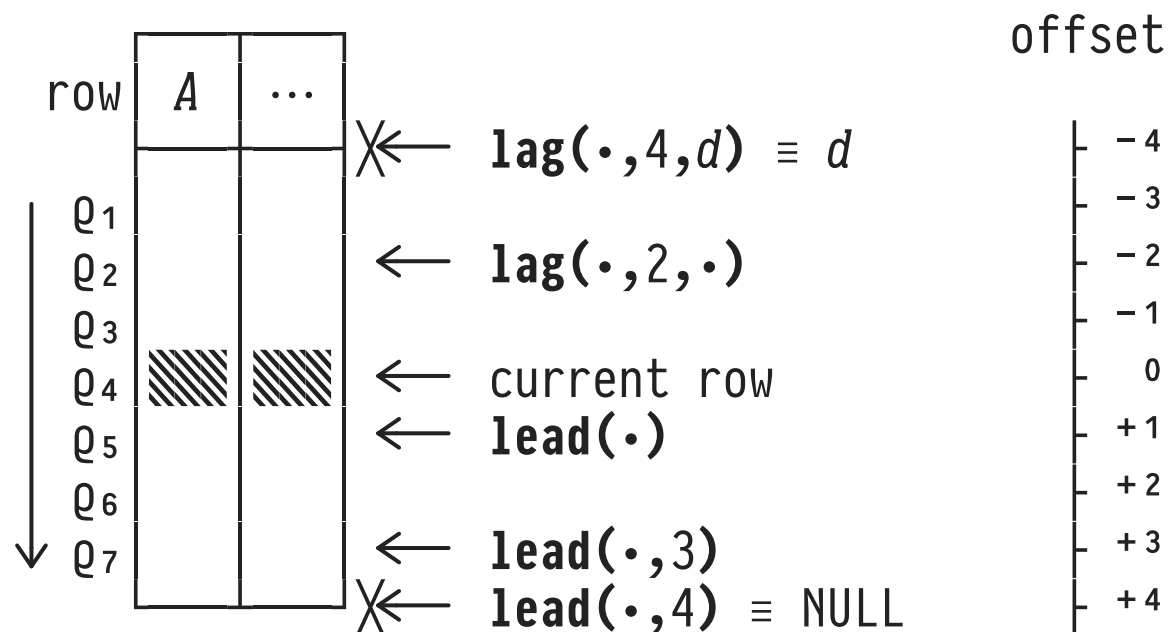 offset
row A ⋯
lag(·,4,d) ≡ d −4
−3
ϱ1
lag(·,2,·) −2
ϱ2
−1
ϱ3
current row 0
ϱ4
lead(·) +1
ϱ5
+2
ϱ6
lead(·,3) +3
ϱ7
lead(·,4) ≡ NULL +4